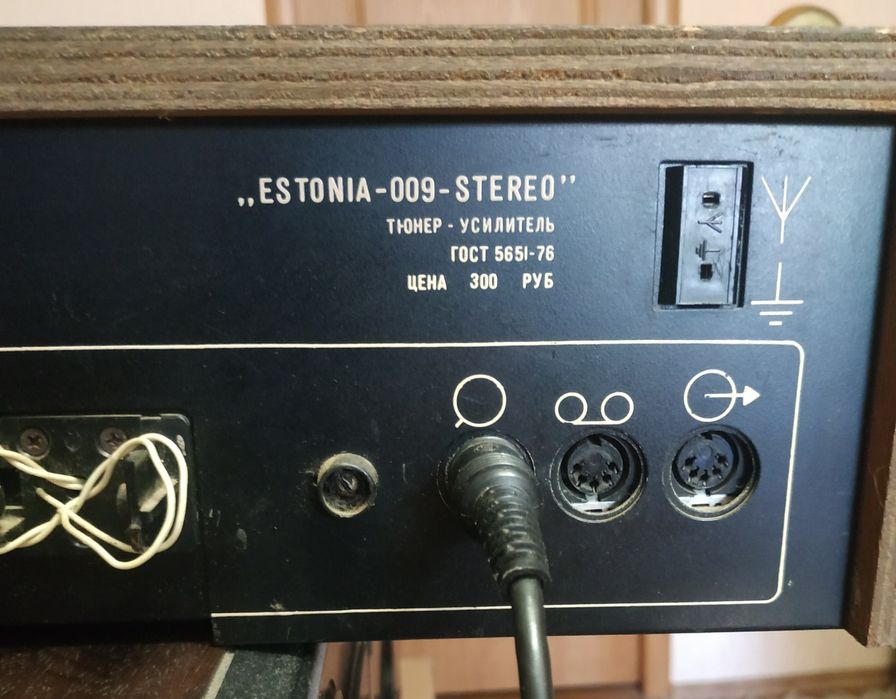 „ESTONIA-009-STEREO”
ТЮНЕР - УСИЛИТЕЛЬ
ГОСТ 5651-76
ЦЕНА 300 РУБ